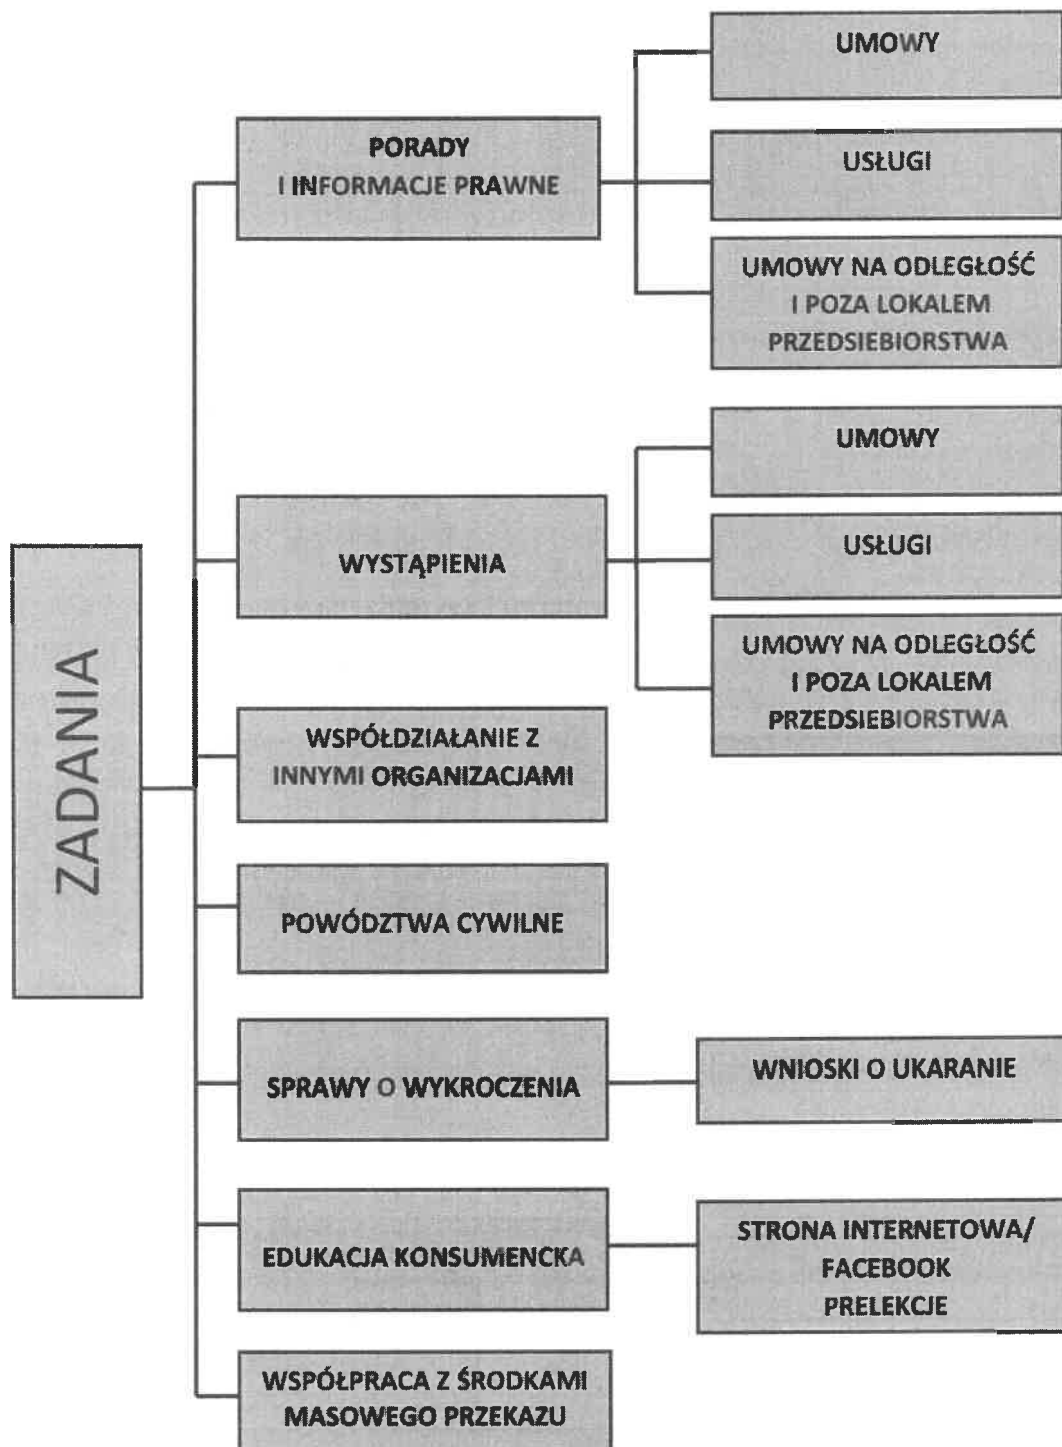 ZADANIA
PORADY
I INFORMACJE PRAWNE
UMOWY
USŁUGI
UMOWY NA ODLEGŁOŚĆ
I POZA LOKALEM
PRZEDSIEBIORSTWA
WYSTĄPIENIA
UMOWY
USŁUGI
UMOWY NA ODLEGŁOŚĆ
I POZA LOKALEM
PRZEDSIEBIORSTWA
WSPÓŁDZIAŁANIE Z
INNYMI ORGANIZACJAMI
POWÓDZTWA CYWILNE
SPRAWY O WYKROCZENIA
WNIOSKI O UKARANIE
EDUKACJA KONSUMENCKA
STRONA INTERNETOWA/
FACEBOOK
PRELEKCJE
WSPÓŁPRACA Z ŚRODKAMI
MASOWEGO PRZEKAZU